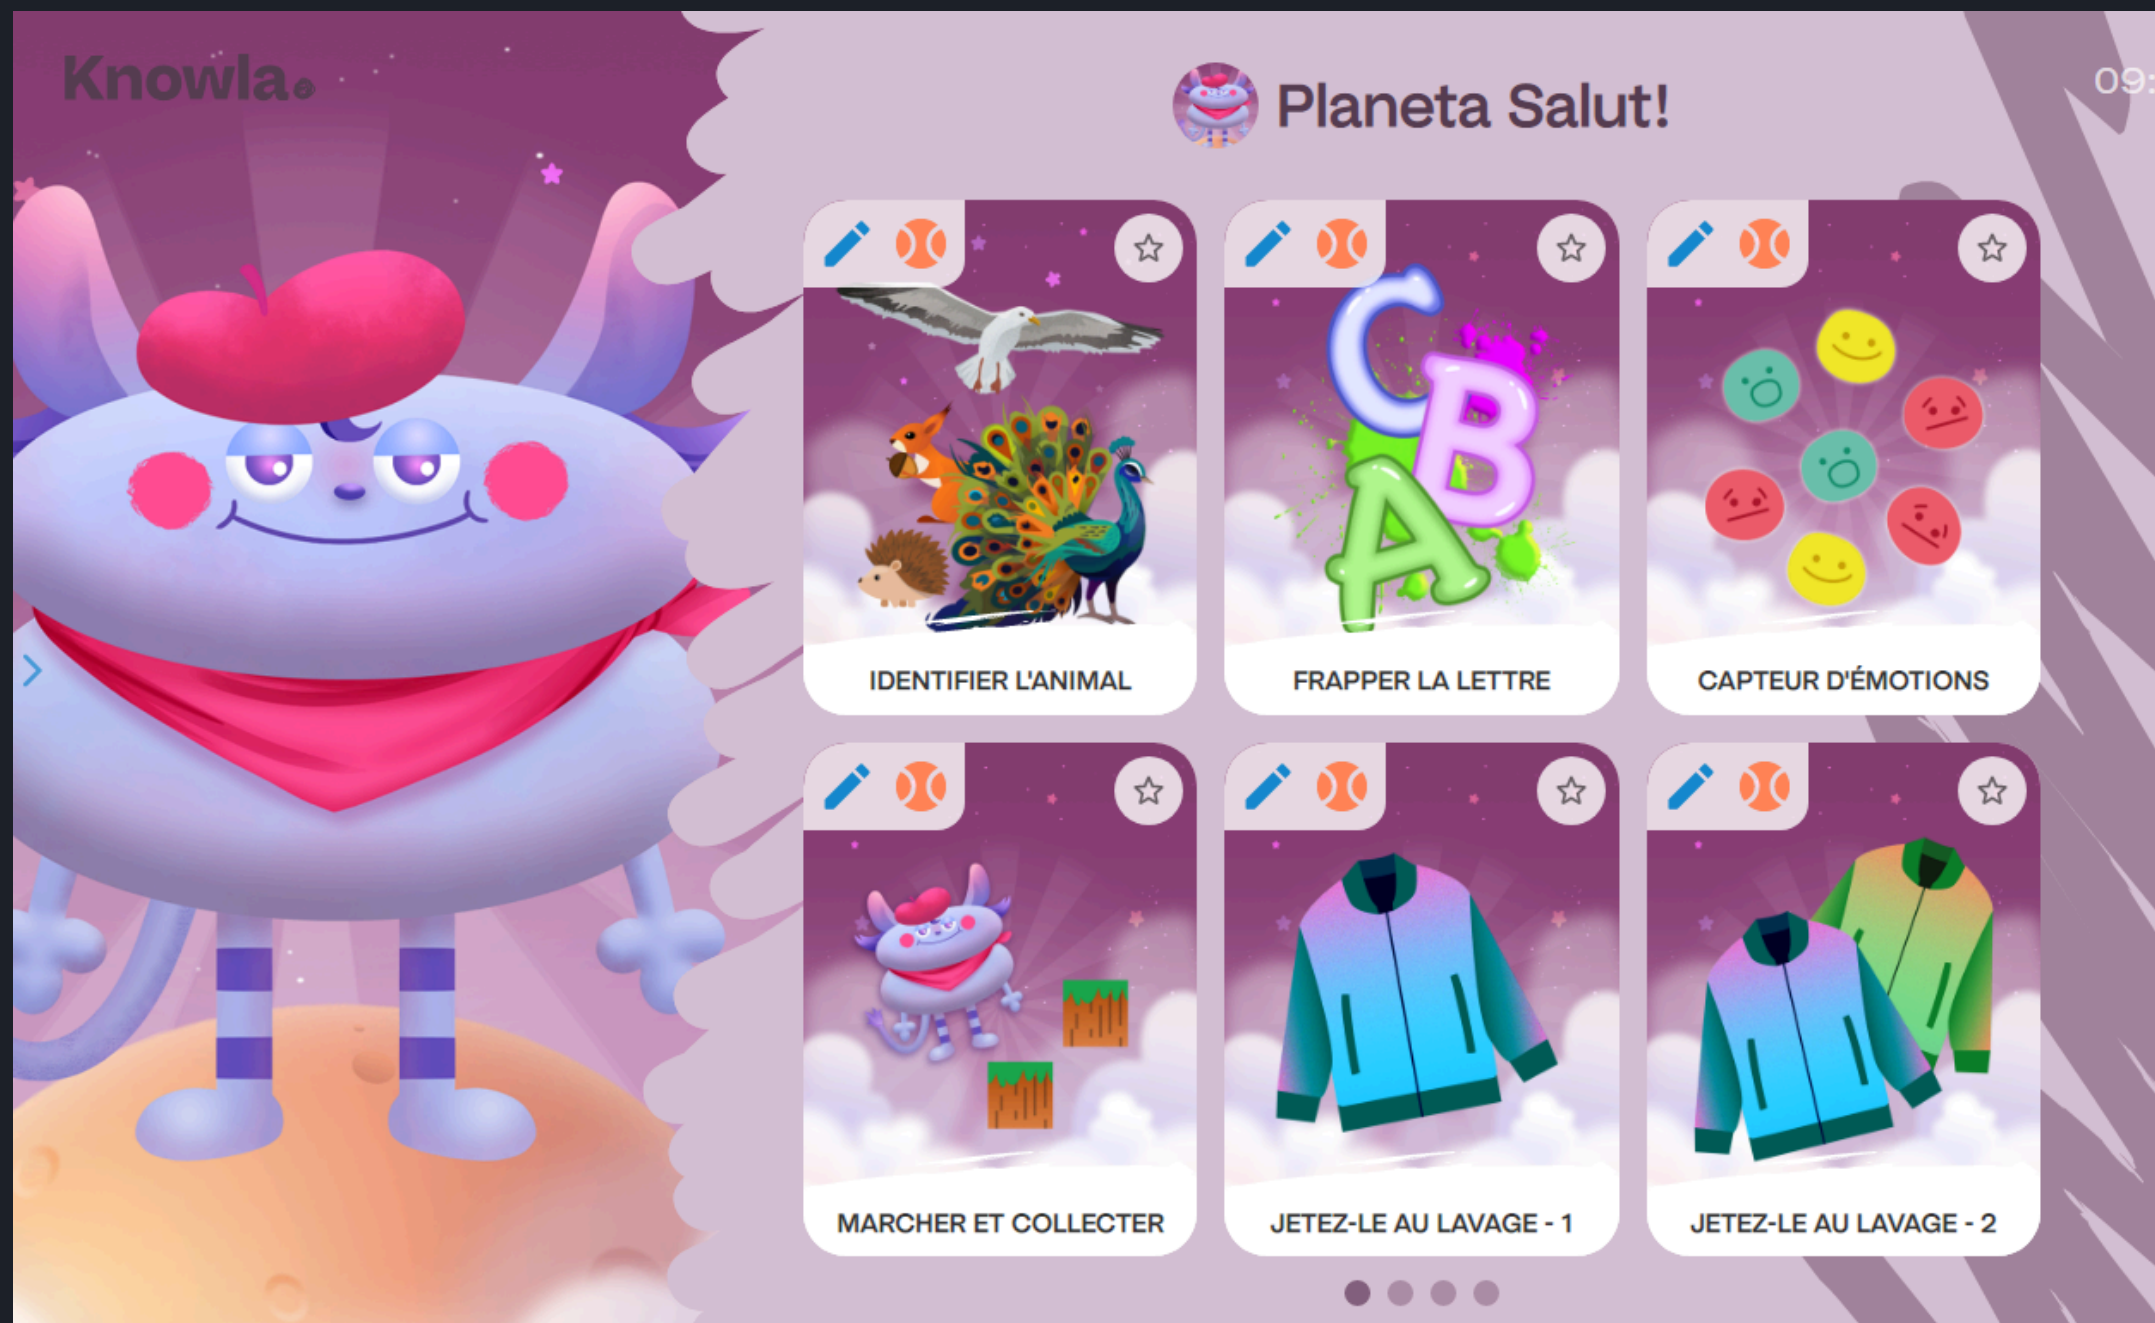 Knowla
Planeta Salut!
09:
IDENTIFIER L'ANIMAL
FRAPPER LA LETTRE
CAPTEUR D'ÉMOTIONS
MARCHER ET COLLECTER
JETEZ-LE AU LAVAGE - 1
JETEZ-LE AU LAVAGE - 2
C
B
A